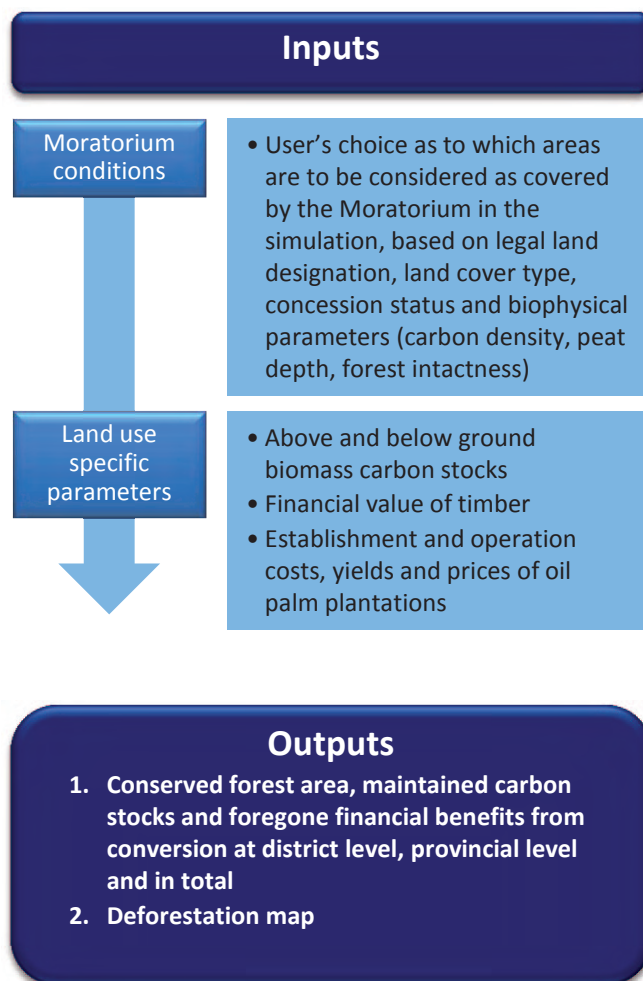 Inputs
Moratorium
conditions
• User’s choice as to which areas
are to be considered as covered
by the Moratorium in the
simulation, based on legal land
designation, land cover type,
concession status and biophysical
parameters (carbon density, peat
depth, forest intactness)
Land use
specific
parameters
• Above and below ground
biomass carbon stocks
• Financial value of timber
• Establishment and operation
costs, yields and prices of oil
palm plantations
Outputs
1. Conserved forest area, maintained carbon
stocks and foregone financial benefits from
conversion at district level, provincial level
and in total
2. Deforestation map